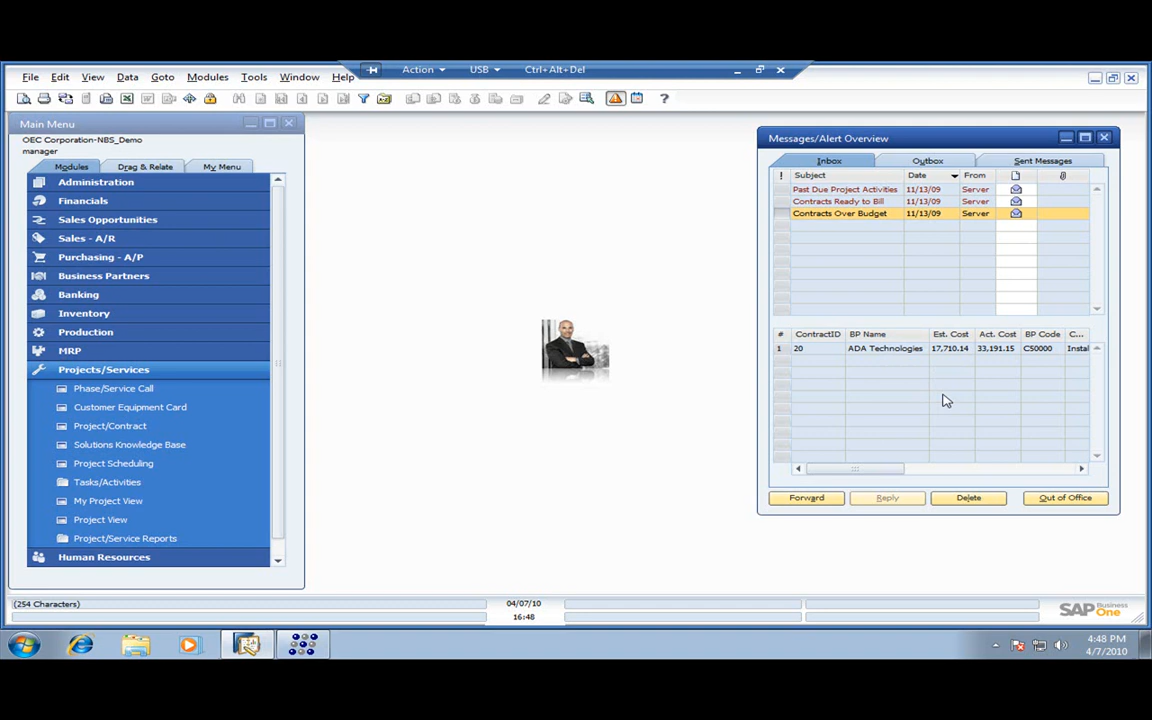 Action USB Ctrl+Alt+Del
File Edit View Data Goto Modules Tools Window Help
Main Menu
OEC Corporation-NBS_Demo
manager
Modules Drag & Relate My Menu
Administration
Financials
Sales Opportunities
Sales - A/R
Purchasing - A/P
Business Partners
Banking
Inventory
Production
MRP
Projects/Services
Phase/Service Call
Customer Equipment Card
Project/Contract
Solutions Knowledge Base
Project Scheduling
Tasks/Activities
My Project View
Project View
Project/Service Reports
Human Resources
Messages/Alert Overview
Inbox Outbox Sent Messages
! Subject Date From
Past Due Project Activities 11/13/09 Server
Contracts Ready to Bill 11/13/09 Server
Contracts Over Budget 11/13/09 Server
# ContractID BP Name Est. Cost Act. Cost BP Code C...
1 20 ADA Technologies 17,710.14 33,191.15 C50000 Instal
Forward Reply Delete Out of Office
(254 Characters) 04/07/10
16:48
SAP Business One
4:48 PM
4/7/2010